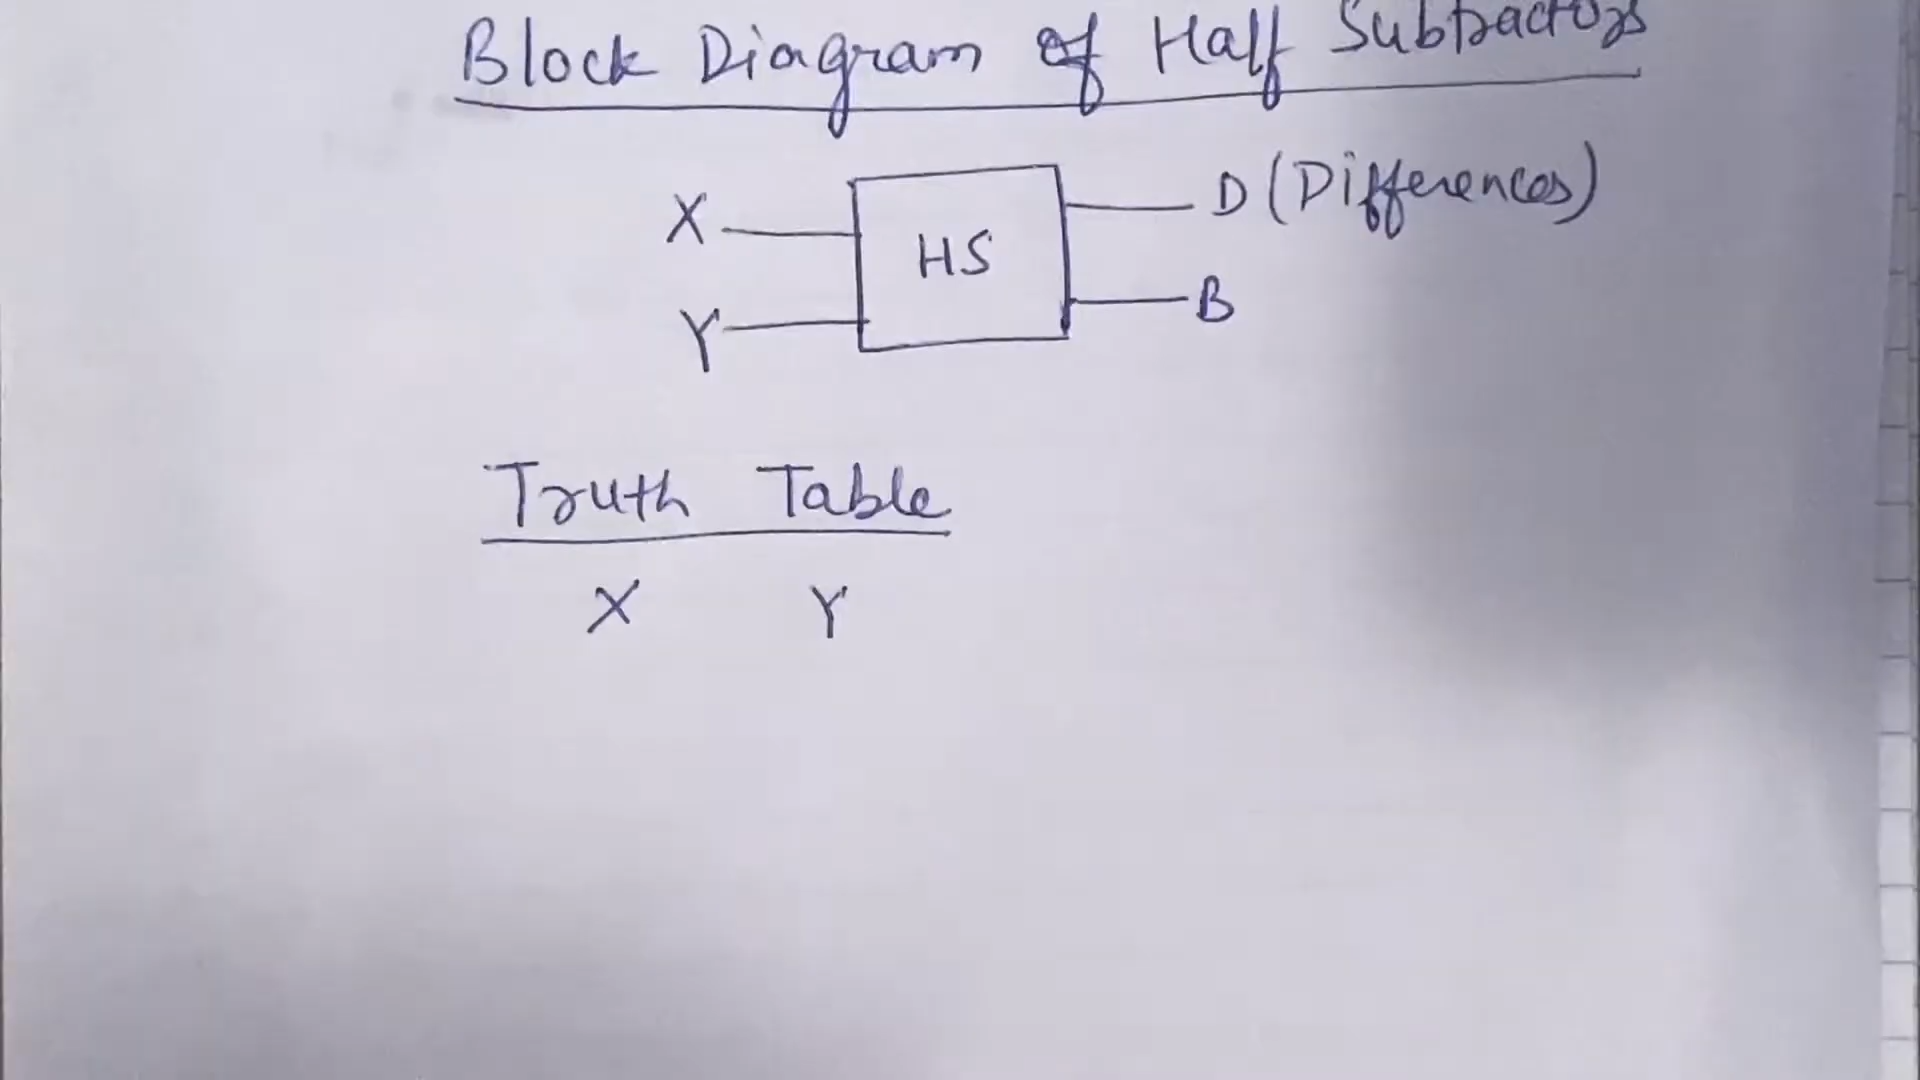 Block Diagram of Half Subtractors
X
D (Differences)
HS
Y
B
Truth Table
X Y